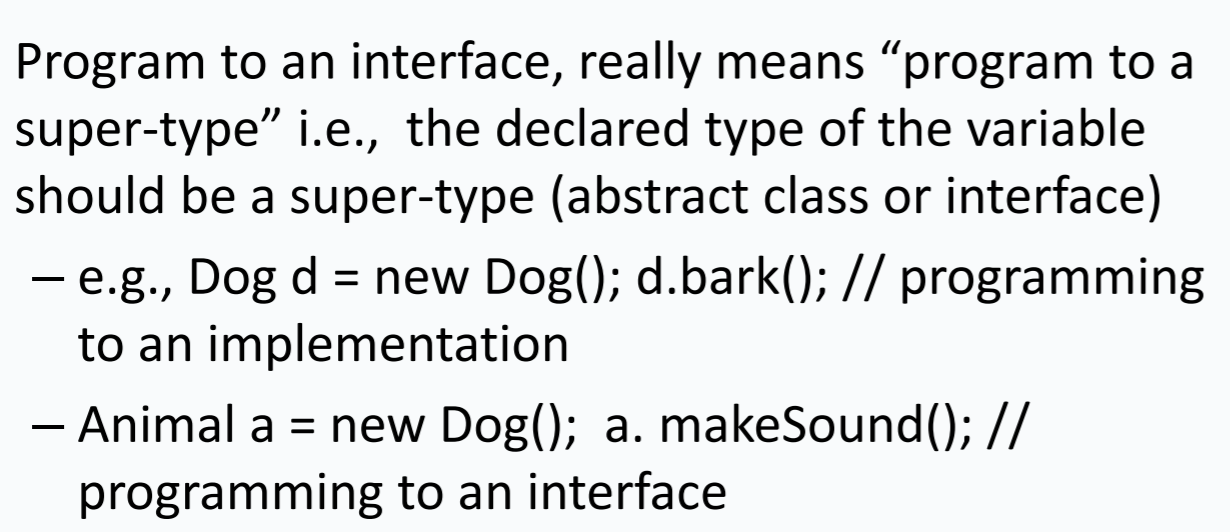 Program to an interface, really means “program to a
super-type” i.e., the declared type of the variable
should be a super-type (abstract class or interface)
– e.g., Dog d = new Dog(); d.bark(); // programming
to an implementation
– Animal a = new Dog(); a. makeSound(); //
programming to an interface